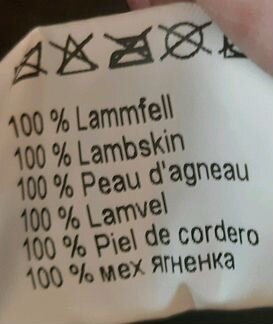 100 % Lammfell
100 % Lambskin
100 % Peau d'agneau
100 % Lamvel
100 % Piel de cordero
100 % мех ягненка